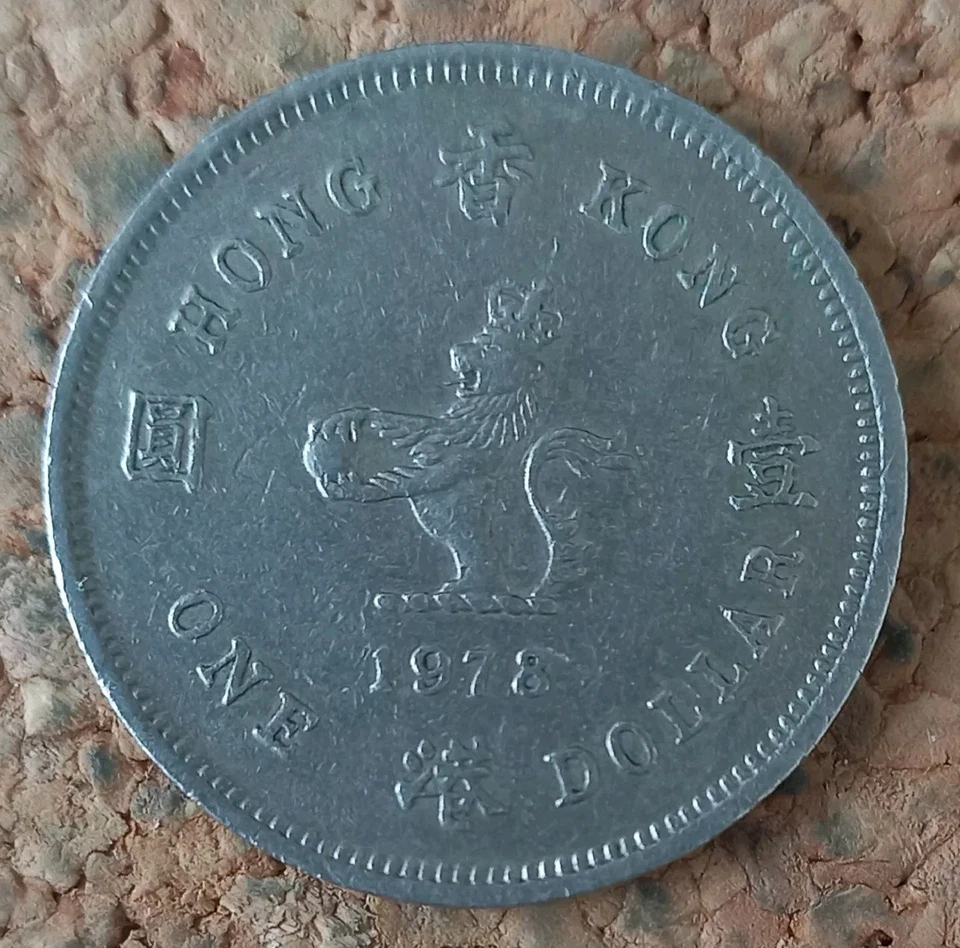 HONG KONG
香
港
壹
圓
1978
ONE DOLLAR